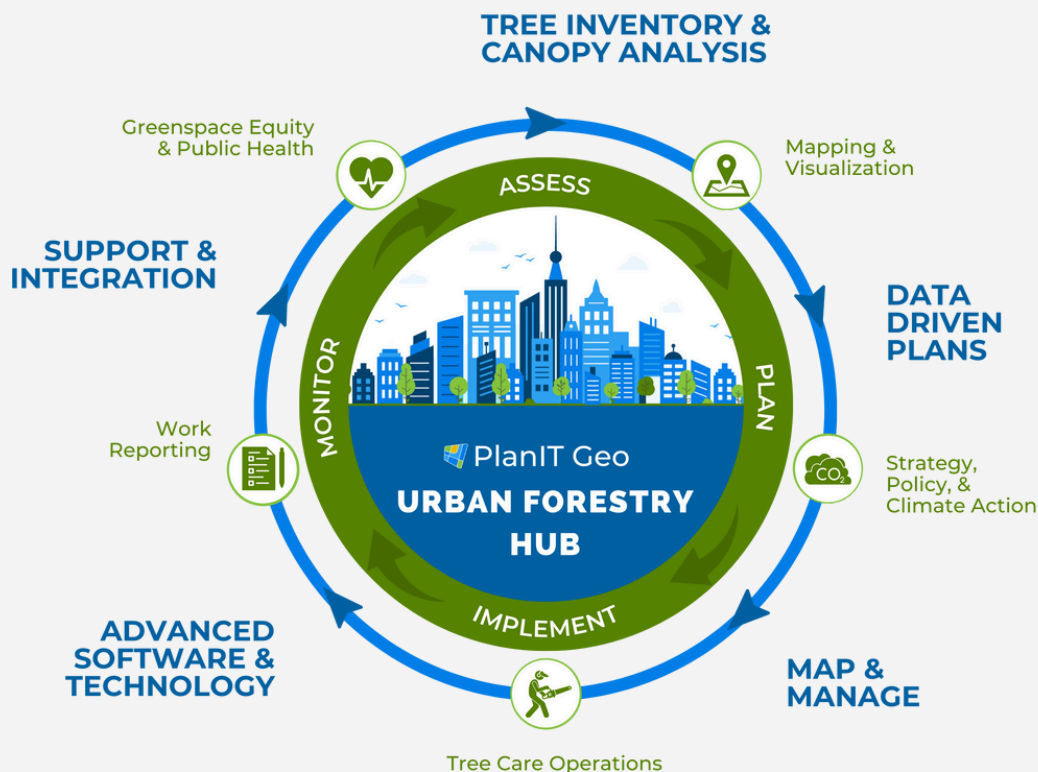 TREE INVENTORY &
CANOPY ANALYSIS
Greenspace Equity
& Public Health
Mapping &
Visualization
ASSESS
SUPPORT &
INTEGRATION
DATA
DRIVEN
PLANS
MONITOR
PLAN
Work
Reporting
PlanIT Geo
URBAN FORESTRY
HUB
CO₂
Strategy,
Policy, &
Climate Action
IMPLEMENT
ADVANCED
SOFTWARE &
TECHNOLOGY
MAP &
MANAGE
Tree Care Operations